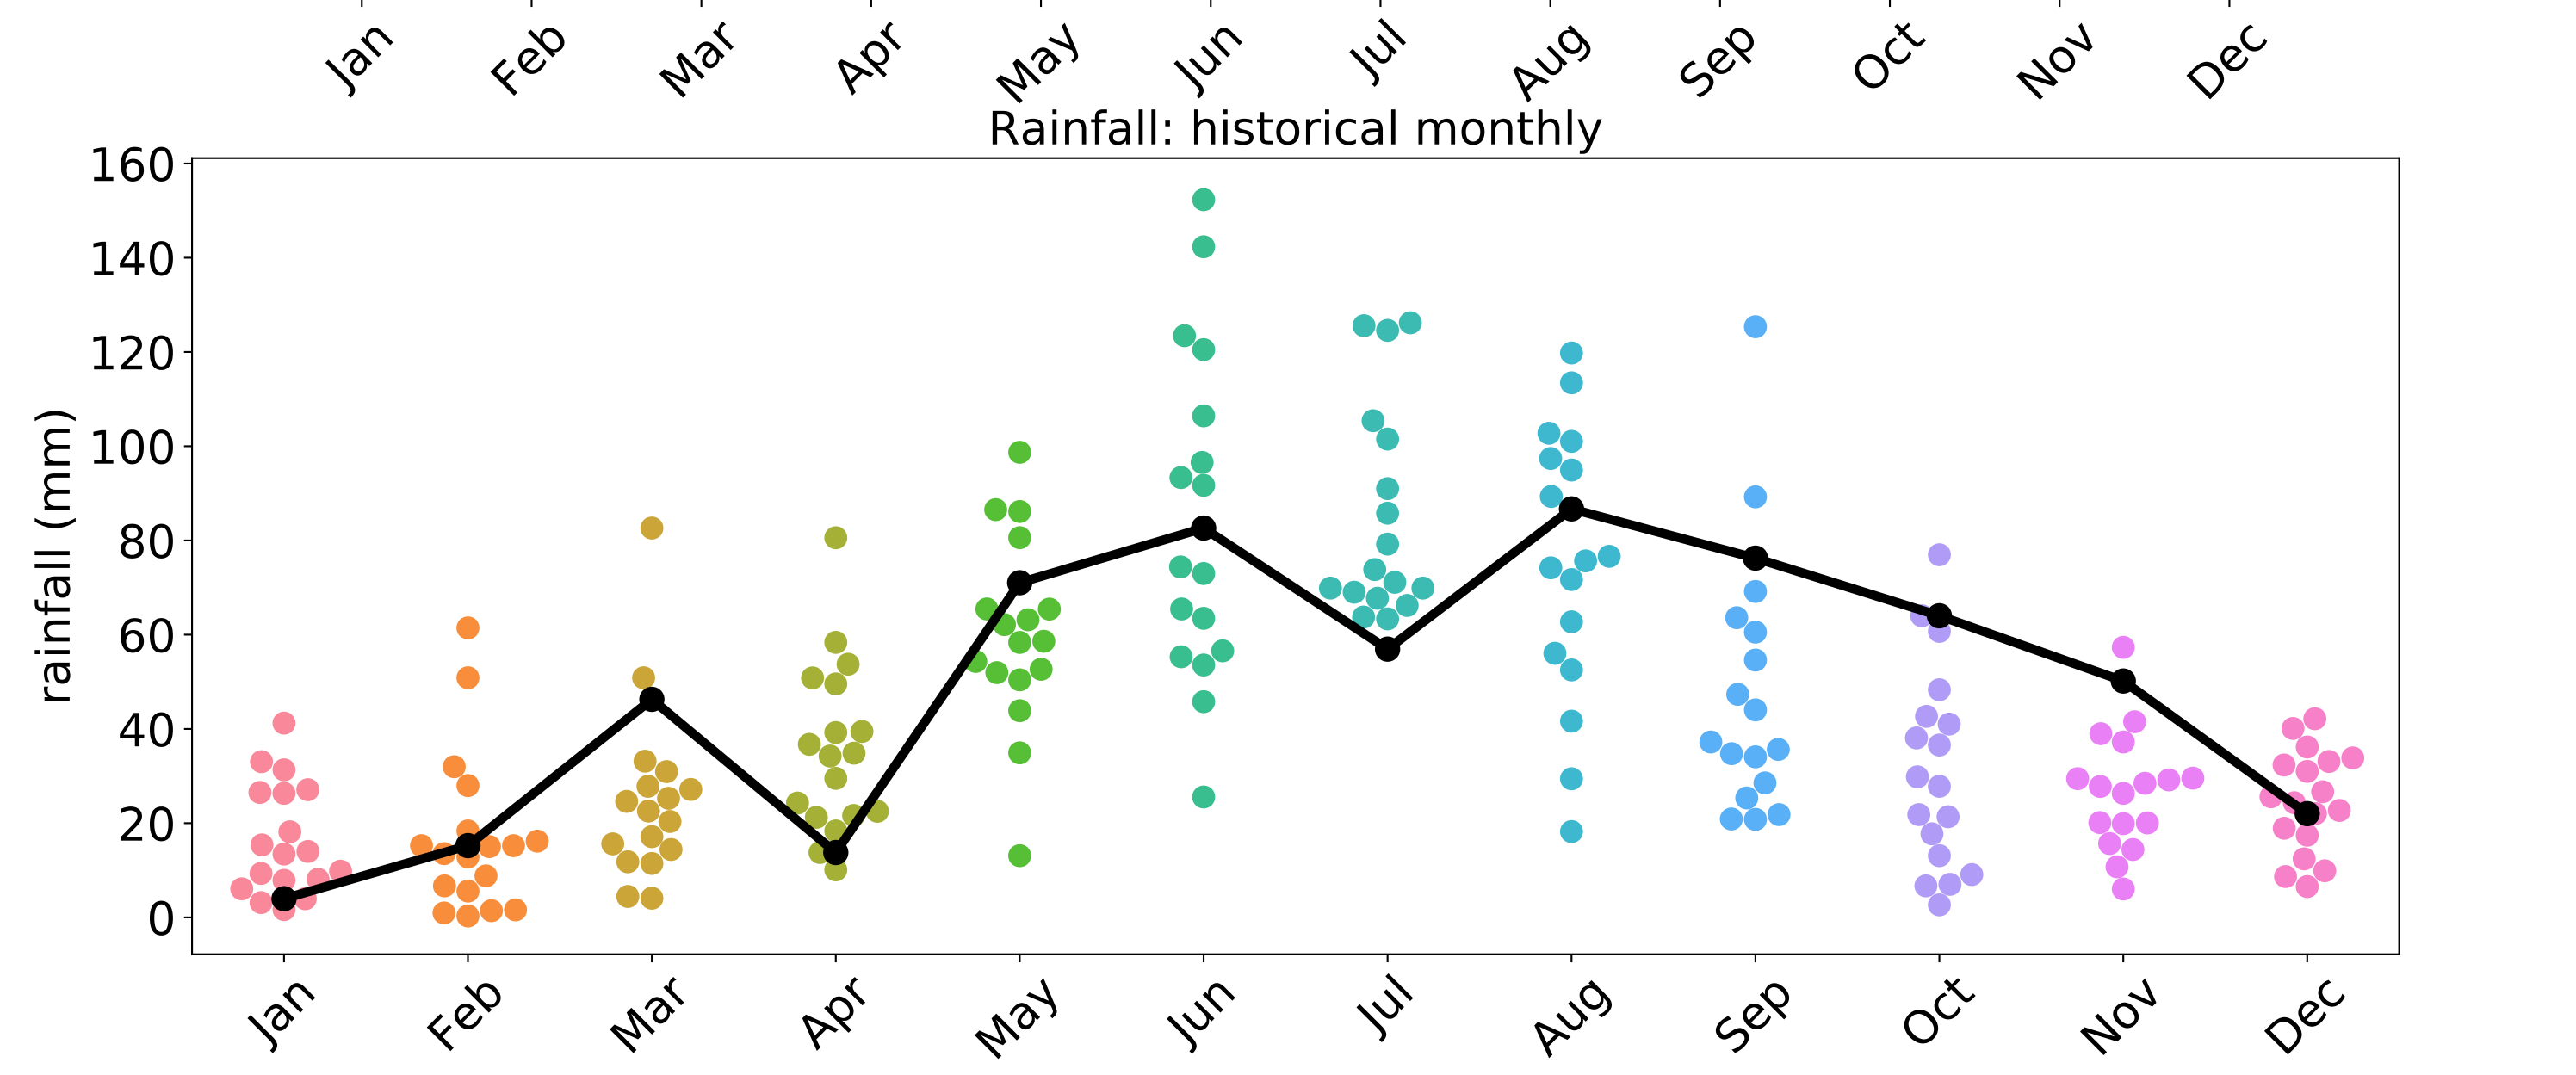 Jan Feb Mar Apr May Jun Jul Aug Sep Oct Nov Dec
Rainfall: historical monthly
rainfall (mm)
160
140
120
100
80
60
40
20
0
Jan Feb Mar Apr May Jun Jul Aug Sep Oct Nov Dec